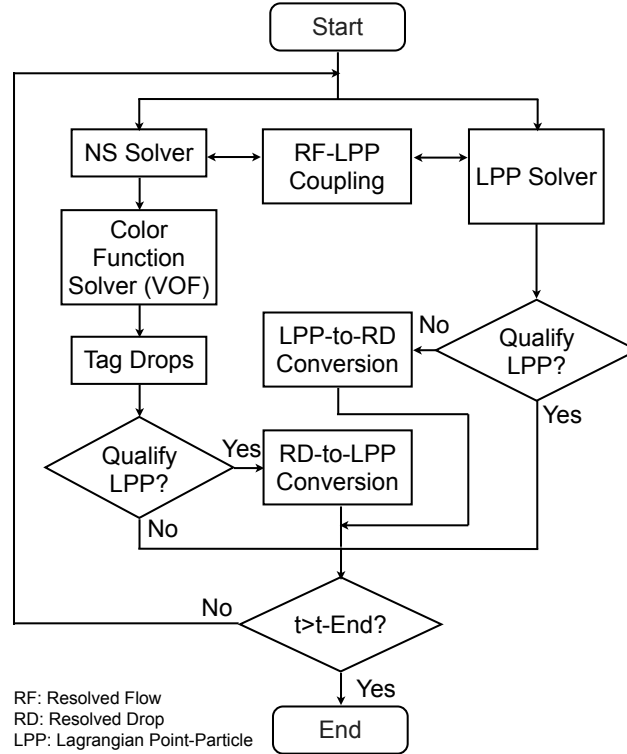 Start
NS Solver
RF-LPP
Coupling
LPP Solver
Color
Function
Solver (VOF)
LPP-to-RD
Conversion
No
Qualify
LPP?
Tag Drops
Yes
Qualify
LPP?
Yes
RD-to-LPP
Conversion
No
No
t>t-End?
Yes
RF: Resolved Flow
RD: Resolved Drop
LPP: Lagrangian Point-Particle
End